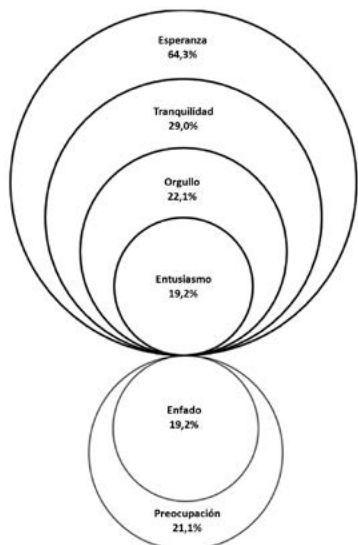 Esperanza
64,3%
Tranquilidad
29,0%
Orgullo
22,1%
Entusiasmo
19,2%
Enfado
19,2%
Preocupación
21,1%